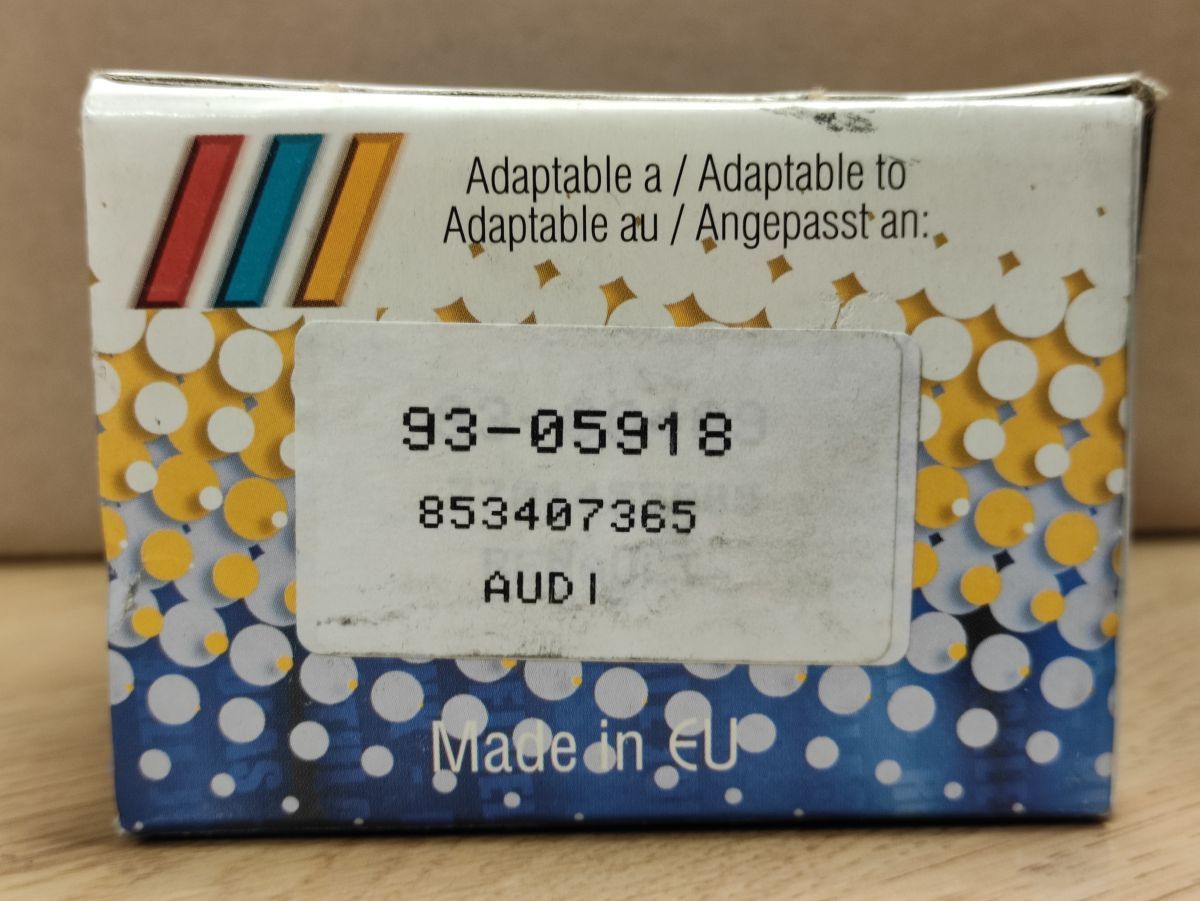 Adaptable a / Adaptable to
Adaptable au / Angepasst an:
93-05918
853407365
AUDI
Made in EU